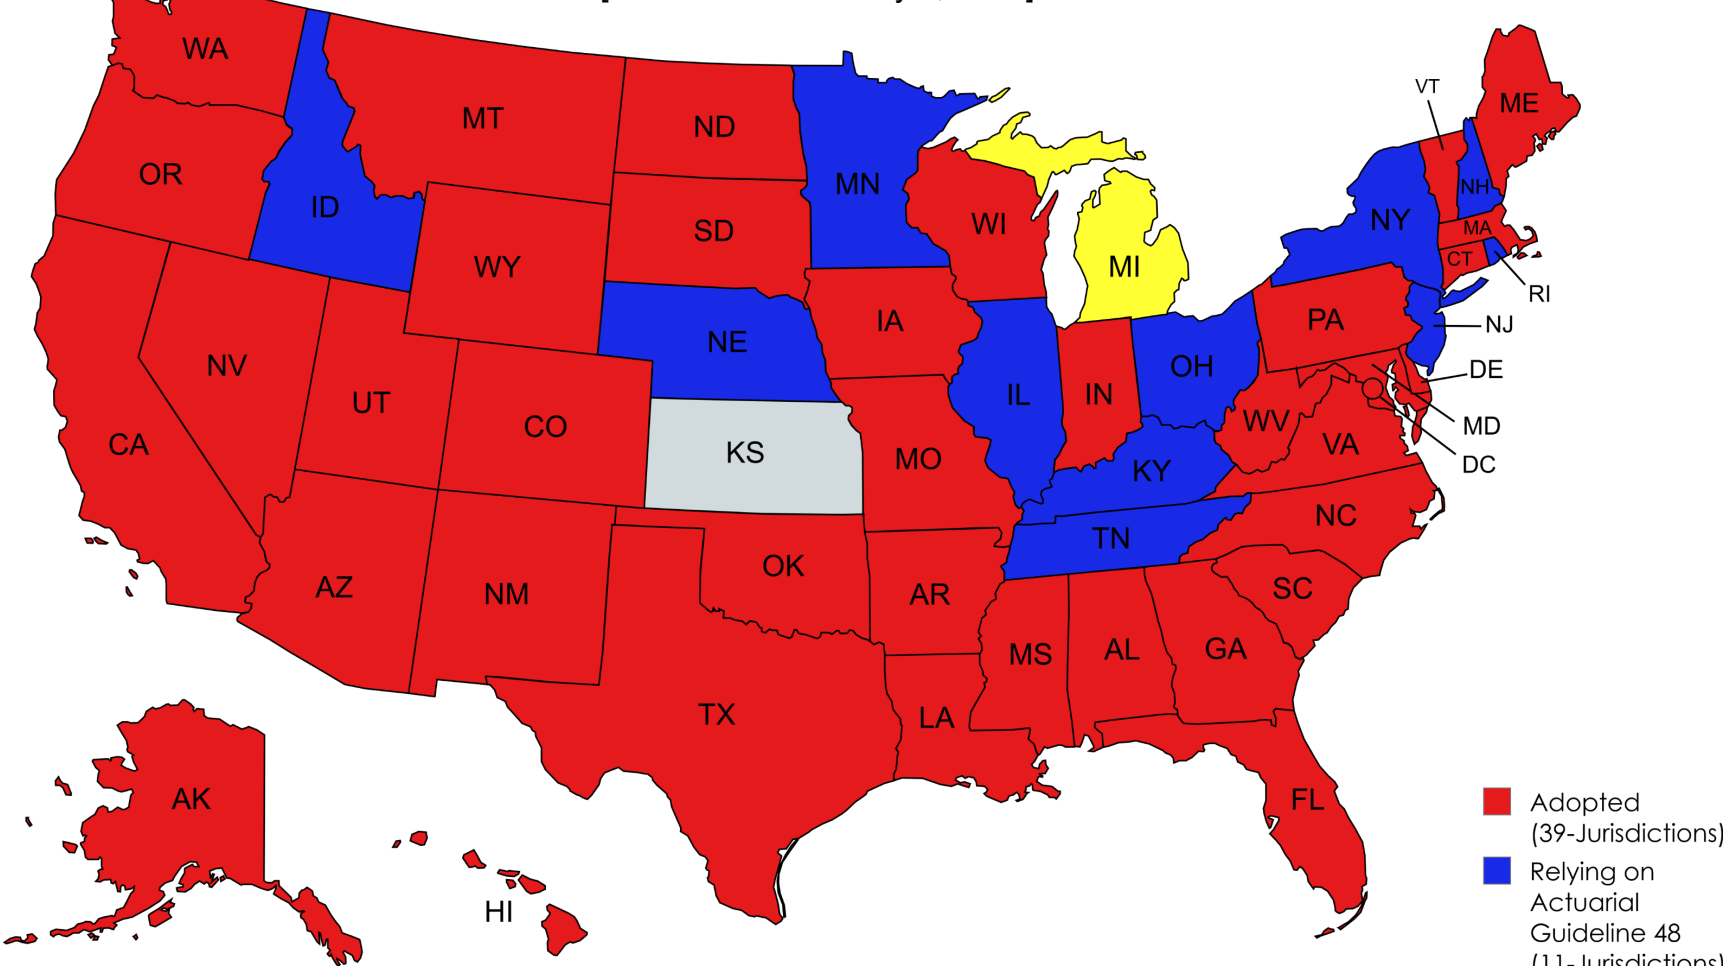 WA
MT
ND
MN
VT
ME
OR
ID
SD
WI
NH
NY
MA
WY
MI
CT
RI
IA
PA
NJ
NE
NV
OH
DE
UT
IL
IN
CO
WV
MD
CA
KS
MO
KY
VA
DC
NC
TN
OK
AZ
NM
AR
SC
MS
AL
GA
TX
LA
AK
FL
HI
Adopted
(39-Jurisdictions)
Relying on
Actuarial
Guideline 48
(11-Jurisdictions)